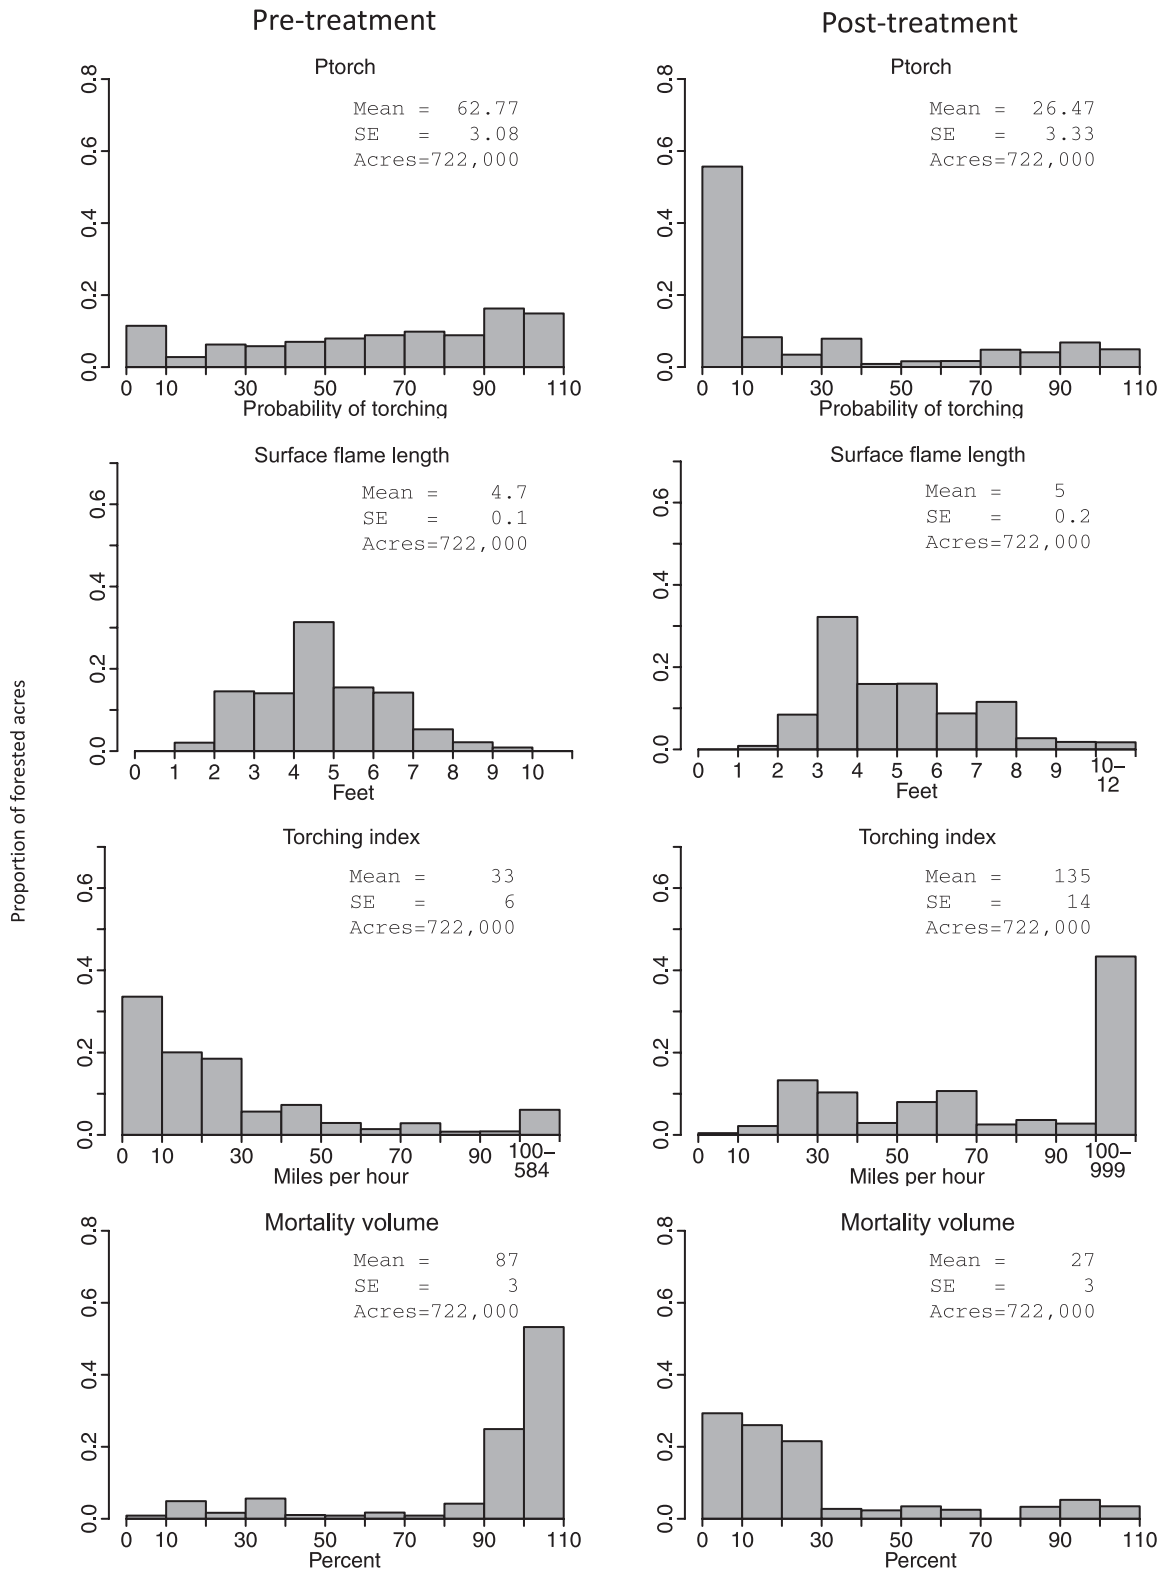 Pre-treatment
Post-treatment
Proportion of forested acres
Ptorch
Mean = 62.77
SE = 3.08
Acres=722,000
0.8
0.6
0.4
0.2
0.0
0 10 30 50 70 90 110
Probability of torching
Ptorch
Mean = 26.47
SE = 3.33
Acres=722,000
0.8
0.6
0.4
0.2
0.0
0 10 30 50 70 90 110
Probability of torching
Surface flame length
Mean = 4.7
SE = 0.1
Acres=722,000
0.6
0.4
0.2
0.0
0 1 2 3 4 5 6 7 8 9 10
Feet
Surface flame length
Mean = 5
SE = 0.2
Acres=722,000
0.6
0.4
0.2
0.0
0 1 2 3 4 5 6 7 8 9 10–
12
Feet
Torching index
Mean = 33
SE = 6
Acres=722,000
0.6
0.4
0.2
0.0
0 10 30 50 70 90 100–
584
Miles per hour
Torching index
Mean = 135
SE = 14
Acres=722,000
0.6
0.4
0.2
0.0
0 10 30 50 70 90 100–
999
Miles per hour
Mortality volume
Mean = 87
SE = 3
Acres=722,000
0.8
0.6
0.4
0.2
0.0
0 10 30 50 70 90 110
Percent
Mortality volume
Mean = 27
SE = 3
Acres=722,000
0.8
0.6
0.4
0.2
0.0
0 10 30 50 70 90 110
Percent